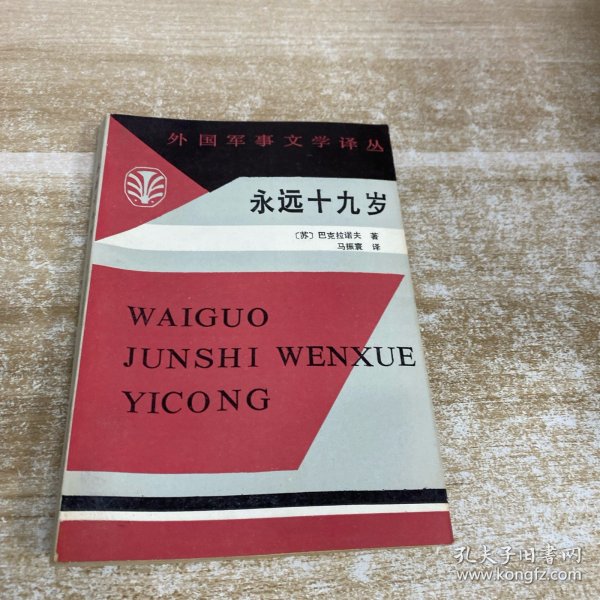 外国军事文学译丛
永远十九岁
〔苏〕巴克拉诺夫 著
马振寰 译
WAIGUO
JUNSHI WENXUE
YICONG
孔夫子旧书网
www.kongfz.com